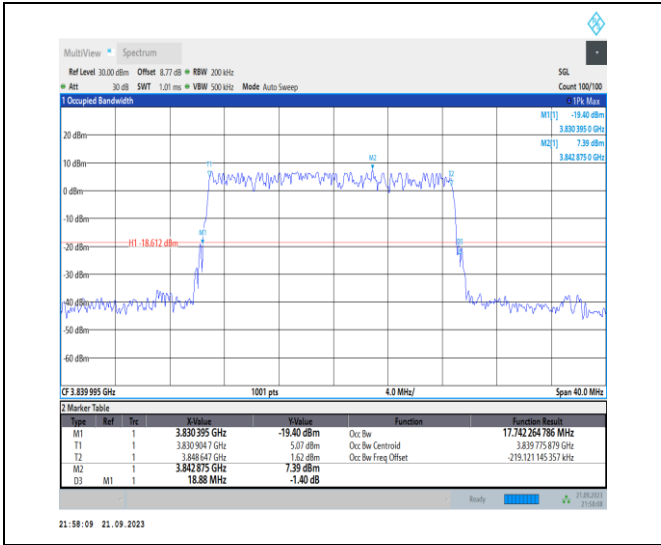 MultiView Spectrum
Ref Level 30.00 dBm Offset 8.77 dB RBW 200 kHz SGL
Att 30 dB SWT 1.01 ms VBW 500 kHz Mode Auto Sweep Count 100/100
1 Occupied Bandwidth 1Pk Max
M1[1] -19.40 dBm
3.830 395 0 GHz
M2[1] 7.39 dBm
3.842 875 0 GHz
20 dBm
10 dBm
M2
T1
T2
0 dBm
-10 dBm
M1
H1 -18.612 dBm
-20 dBm
-30 dBm
-40 dBm
-50 dBm
-60 dBm
CF 3.839 995 GHz 1001 pts 4.0 MHz/ Span 40.0 MHz
2 Marker Table
Type Ref Trc X-Value Y-Value Function Function Result
M1 1 3.830 395 GHz -19.40 dBm Occ Bw 17.742 264 786 MHz
T1 1 3.830 904 7 GHz 5.07 dBm Occ Bw Centroid 3.839 775 879 GHz
T2 1 3.848 647 GHz 1.62 dBm Occ Bw Freq Offset -219.121 145 357 kHz
M2 1 3.842 875 GHz 7.39 dBm
D3 M1 1 18.88 MHz -1.40 dB
Ready 21.09.2023
21:58:08
21:58:09 21.09.2023